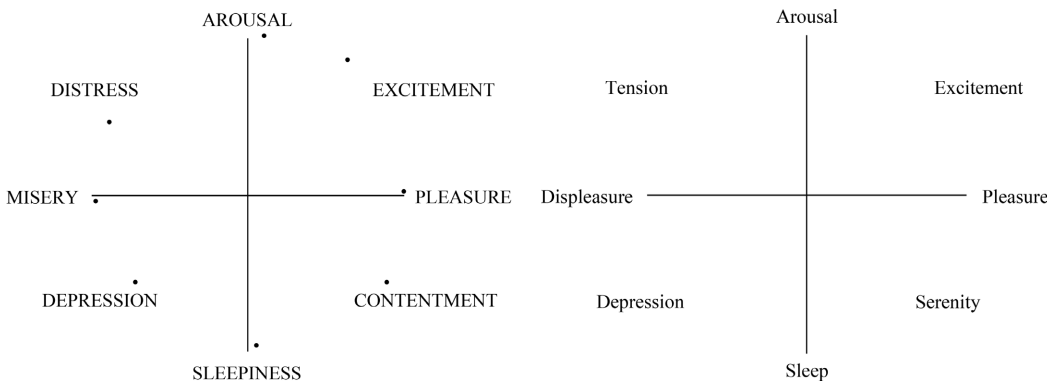 AROUSAL
DISTRESS
EXCITEMENT
MISERY
PLEASURE
DEPRESSION
CONTENTMENT
SLEEPINESS
Arousal
Tension
Excitement
Displeasure
Pleasure
Depression
Serenity
Sleep